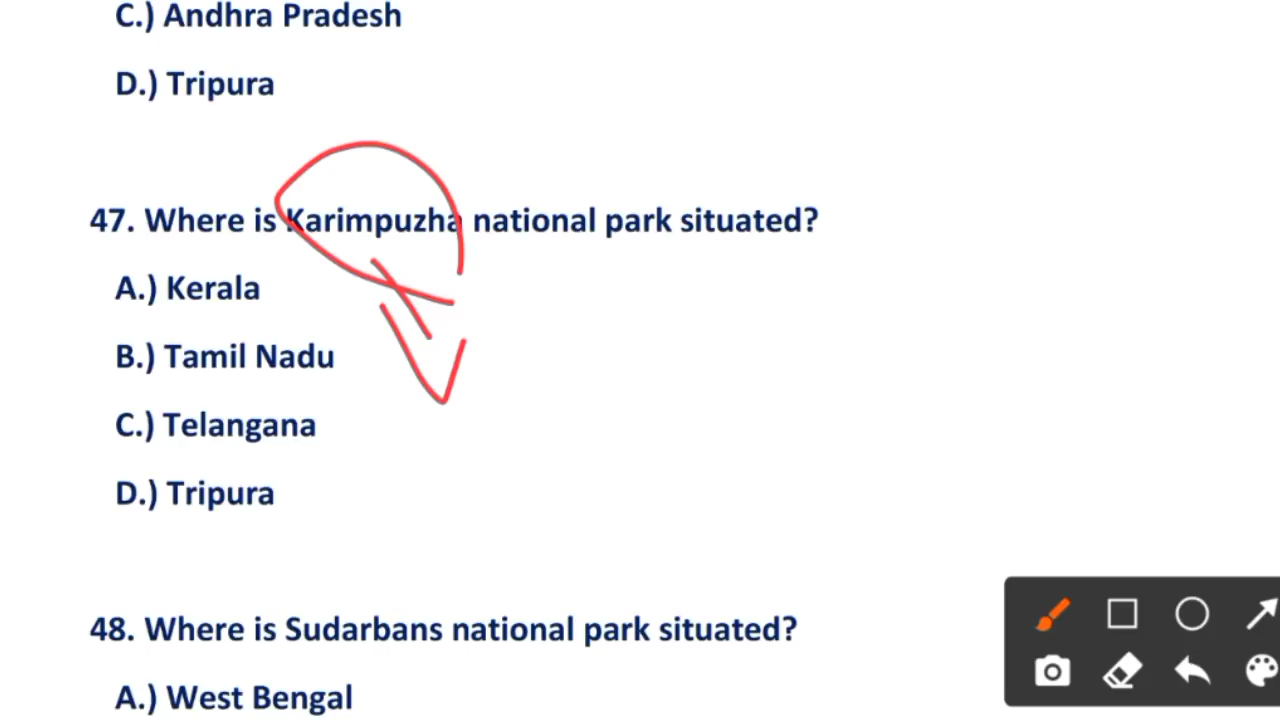 C.) Andhra Pradesh
D.) Tripura
47. Where is Karimpuzha national park situated?
A.) Kerala
B.) Tamil Nadu
C.) Telangana
D.) Tripura
48. Where is Sudarbans national park situated?
A.) West Bengal